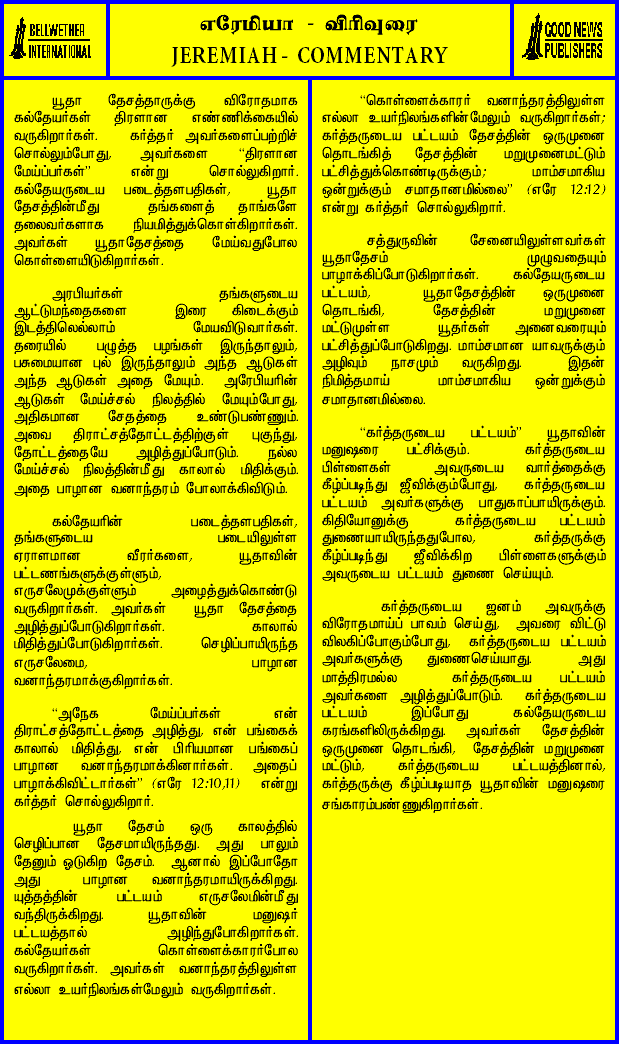 BELLWETHER
INTERNATIONAL
எரேமியா - விரிவுரை
JEREMIAH - COMMENTARY
GOOD NEWS
PUBLISHERS
யூதா தேசத்தாருக்கு விரோதமாக
கல்தேயர்கள் திரளான எண்ணிக்கையில்
வருகிறார்கள். கர்த்தர் அவர்களைப்பற்றிச்
சொல்லும்போது, அவர்களை “திரளான
மேய்ப்பர்கள்” என்று சொல்லுகிறார்.
கல்தேயருடைய படைத்தளபதிகள், யூதா
தேசத்தின்மீது தங்களைத் தாங்களே
தலைவர்களாக நியமித்துக்கொள்கிறார்கள்.
அவர்கள் யூதாதேசத்தை மேய்வதுபோல
கொள்ளையிடுகிறார்கள்.
அரபியர்கள் தங்களுடைய
ஆட்டுமந்தைகளை இரை கிடைக்கும்
இடத்திலெல்லாம் மேயவிடுவார்கள்.
தரையில் பழுத்த பழங்கள் இருந்தாலும்,
பசுமையான புல் இருந்தாலும் அந்த ஆடுகள்
அந்த ஆடுகள் அதை மேயும். அரேபியரின்
ஆடுகள் மேய்ச்சல் நிலத்தில் மேயும்போது,
அதிகமான சேதத்தை உண்டுபண்ணும்.
அவை திராட்சத்தோட்டத்திற்குள் புகுந்து,
தோட்டத்தையே அழித்துப்போடும். நல்ல
மேய்ச்சல் நிலத்தின்மீது காலால் மிதிக்கும்.
அதை பாழான வனாந்தரம் போலாக்கிவிடும்.
கல்தேயரின் படைத்தளபதிகள்,
தங்களுடைய படையிலுள்ள
ஏராளமான வீரர்களை, யூதாவின்
பட்டணங்களுக்குள்ளும்,
எருசலேமுக்குள்ளும் அழைத்துக்கொண்டு
வருகிறார்கள். அவர்கள் யூதா தேசத்தை
அழித்துப்போடுகிறார்கள். காலால்
மிதித்துப்போடுகிறார்கள். செழிப்பாயிருந்த
எருசலேமை, பாழான
வனாந்தரமாக்குகிறார்கள்.
“அநேக மேய்ப்பர்கள் என்
திராட்சத்தோட்டத்தை அழித்து, என் பங்கைக்
காலால் மிதித்து, என் பிரியமான பங்கைப்
பாழான வனாந்தரமாக்கினார்கள். அதைப்
பாழாக்கிவிட்டார்கள்” (எரே 12:10,11) என்று
கர்த்தர் சொல்லுகிறார்.
யூதா தேசம் ஒரு காலத்தில்
செழிப்பான தேசமாயிருந்தது. அது பாலும்
தேனும் ஓடுகிற தேசம். ஆனால் இப்போதோ
அது பாழான வனாந்தரமாயிருக்கிறது.
யுத்தத்தின் பட்டயம் எருசலேமின்மீது
வந்திருக்கிறது. யூதாவின் மனுஷர்
பட்டயத்தால் அழிந்துபோகிறார்கள்.
கல்தேயர்கள் கொள்ளைக்காரர்போல
வருகிறார்கள். அவர்கள் வனாந்தரத்திலுள்ள
எல்லா உயர்நிலங்கள்மேலும் வருகிறார்கள்.
“கொள்ளைக்காரர் வனாந்தரத்திலுள்ள
எல்லா உயர்நிலங்களின்மேலும் வருகிறார்கள்;
கர்த்தருடைய பட்டயம் தேசத்தின் ஒருமுனை
தொடங்கித் தேசத்தின் மறுமுனைமட்டும்
பட்சித்துக்கொண்டிருக்கும்; மாம்சமாகிய
ஒன்றுக்கும் சமாதானமில்லை” (எரே 12:12)
என்று கர்த்தர் சொல்லுகிறார்.
சத்துருவின் சேனையிலுள்ளவர்கள்
யூதாதேசம் முழுவதையும்
பாழாக்கிப்போடுகிறார்கள். கல்தேயருடைய
பட்டயம், யூதாதேசத்தின் ஒருமுனை
தொடங்கி, தேசத்தின் மறுமுனை
மட்டுமுள்ள யூதர்கள் அனைவரையும்
பட்சித்துப்போடுகிறது. மாம்சமான யாவருக்கும்
அழிவும் நாசமும் வருகிறது. இதன்
நிமித்தமாய் மாம்சமாகிய ஒன்றுக்கும்
சமாதானமில்லை.
“கர்த்தருடைய பட்டயம்” யூதாவின்
மனுஷரை பட்சிக்கும். கர்த்தருடைய
பிள்ளைகள் அவருடைய வார்த்தைக்கு
கீழ்ப்படிந்து ஜீவிக்கும்போது, கர்த்தருடைய
பட்டயம் அவர்களுக்கு பாதுகாப்பாயிருக்கும்.
கிதியோனுக்கு கர்த்தருடைய பட்டயம்
துணையாயிருந்ததுபோல, கர்த்தருக்கு
கீழ்ப்படிந்து ஜீவிக்கிற பிள்ளைகளுக்கும்
அவருடைய பட்டயம் துணை செய்யும்.
கர்த்தருடைய ஜனம் அவருக்கு
விரோதமாய்ப் பாவம் செய்து, அவரை விட்டு
விலகிப்போகும்போது, கர்த்தருடைய பட்டயம்
அவர்களுக்கு துணைசெய்யாது. அது
மாத்திரமல்ல கர்த்தருடைய பட்டயம்
அவர்களை அழித்துப்போடும். கர்த்தருடைய
பட்டயம் இப்போது கல்தேயருடைய
கரங்களிலிருக்கிறது. அவர்கள் தேசத்தின்
ஒருமுனை தொடங்கி, தேசத்தின் மறுமுனை
மட்டும், கர்த்தருடைய பட்டயத்தினால்,
கர்த்தருக்கு கீழ்ப்படியாத யூதாவின் மனுஷரை
சங்காரம்பண்ணுகிறார்கள்.